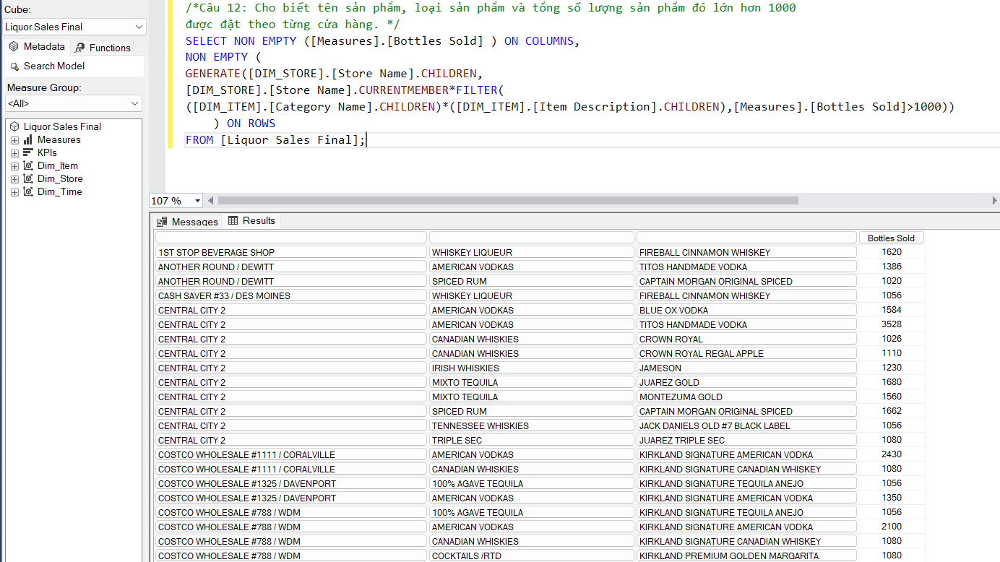 Cube:
Liquor Sales Final
Metadata
Functions
Search Model
Measure Group:
<All>
Liquor Sales Final
Measures
KPIs
Dim_Item
Dim_Store
Dim_Time
/*Câu 12: Cho biết tên sản phẩm, loại sản phẩm và tổng số lượng sản phẩm đó lớn hơn 1000
được đặt theo từng cửa hàng. */
SELECT NON EMPTY ([Measures].[Bottles Sold] ) ON COLUMNS,
NON EMPTY (
GENERATE([DIM_STORE].[Store Name].CHILDREN,
[DIM_STORE].[Store Name].CURRENTMEMBER*FILTER(
([DIM_ITEM].[Category Name].CHILDREN)*([DIM_ITEM].[Item Description].CHILDREN),[Measures].[Bottles Sold]>1000))
) ON ROWS
FROM [Liquor Sales Final];
107 %
Messages
Results
Bottles Sold
1ST STOP BEVERAGE SHOP WHISKEY LIQUEUR FIREBALL CINNAMON WHISKEY 1620
ANOTHER ROUND / DEWITT AMERICAN VODKAS TITOS HANDMADE VODKA 1386
ANOTHER ROUND / DEWITT SPICED RUM CAPTAIN MORGAN ORIGINAL SPICED 1020
CASH SAVER #33 / DES MOINES WHISKEY LIQUEUR FIREBALL CINNAMON WHISKEY 1056
CENTRAL CITY 2 AMERICAN VODKAS BLUE OX VODKA 1584
CENTRAL CITY 2 AMERICAN VODKAS TITOS HANDMADE VODKA 3528
CENTRAL CITY 2 CANADIAN WHISKIES CROWN ROYAL 1026
CENTRAL CITY 2 CANADIAN WHISKIES CROWN ROYAL REGAL APPLE 1110
CENTRAL CITY 2 IRISH WHISKIES JAMESON 1230
CENTRAL CITY 2 MIXTO TEQUILA JUAREZ GOLD 1680
CENTRAL CITY 2 MIXTO TEQUILA MONTEZUMA GOLD 1560
CENTRAL CITY 2 SPICED RUM CAPTAIN MORGAN ORIGINAL SPICED 1662
CENTRAL CITY 2 TENNESSEE WHISKIES JACK DANIELS OLD #7 BLACK LABEL 1056
CENTRAL CITY 2 TRIPLE SEC JUAREZ TRIPLE SEC 1080
COSTCO WHOLESALE #1111 / CORALVILLE AMERICAN VODKAS KIRKLAND SIGNATURE AMERICAN VODKA 2430
COSTCO WHOLESALE #1111 / CORALVILLE CANADIAN WHISKIES KIRKLAND SIGNATURE CANADIAN WHISKEY 1080
COSTCO WHOLESALE #1325 / DAVENPORT 100% AGAVE TEQUILA KIRKLAND SIGNATURE TEQUILA ANEJO 1056
COSTCO WHOLESALE #1325 / DAVENPORT AMERICAN VODKAS KIRKLAND SIGNATURE AMERICAN VODKA 1350
COSTCO WHOLESALE #788 / WDM 100% AGAVE TEQUILA KIRKLAND SIGNATURE TEQUILA ANEJO 1056
COSTCO WHOLESALE #788 / WDM AMERICAN VODKAS KIRKLAND SIGNATURE AMERICAN VODKA 2100
COSTCO WHOLESALE #788 / WDM CANADIAN WHISKIES KIRKLAND SIGNATURE CANADIAN WHISKEY 1080
COSTCO WHOLESALE #788 / WDM COCKTAILS /RTD KIRKLAND PREMIUM GOLDEN MARGARITA 1080